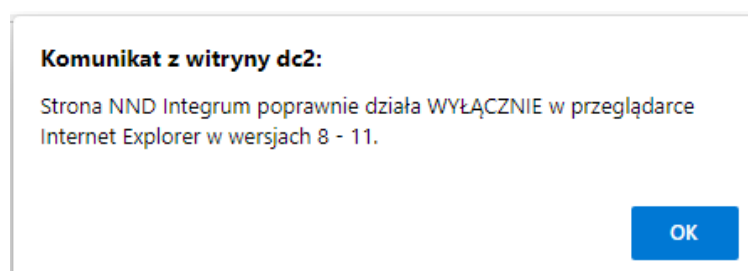 Komunikat z witryny dc2:
Strona NND Integrum poprawnie działa WYŁĄCZNIE w przeglądarce
Internet Explorer w wersjach 8 - 11.
OK